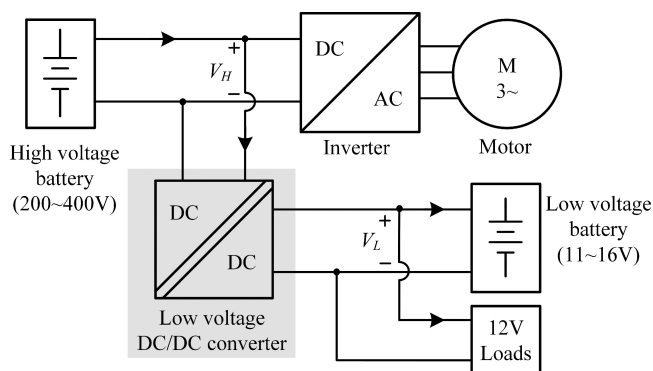 DC
AC
Inverter
M
3~
Motor
+
V_H
−
High voltage
battery
(200~400V)
DC
DC
Low voltage
DC/DC converter
+
V_L
−
Low voltage
battery
(11~16V)
12V
Loads